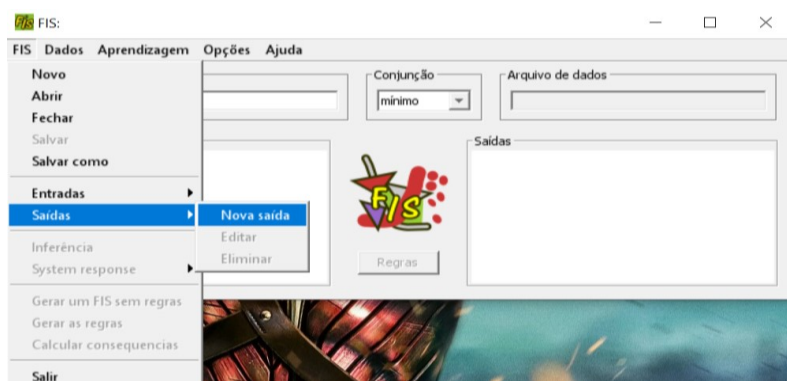 FIS FIS:
FIS Dados Aprendizagem Opções Ajuda
Novo
Abrir
Fechar
Salvar
Salvar como
Entradas
Saídas
Inferência
System response
Gerar um FIS sem regras
Gerar as regras
Calcular consequencias
Salir
Nova saída
Editar
Eliminar
Conjunção
mínimo
Arquivo de dados
Saídas
FIS
Regras